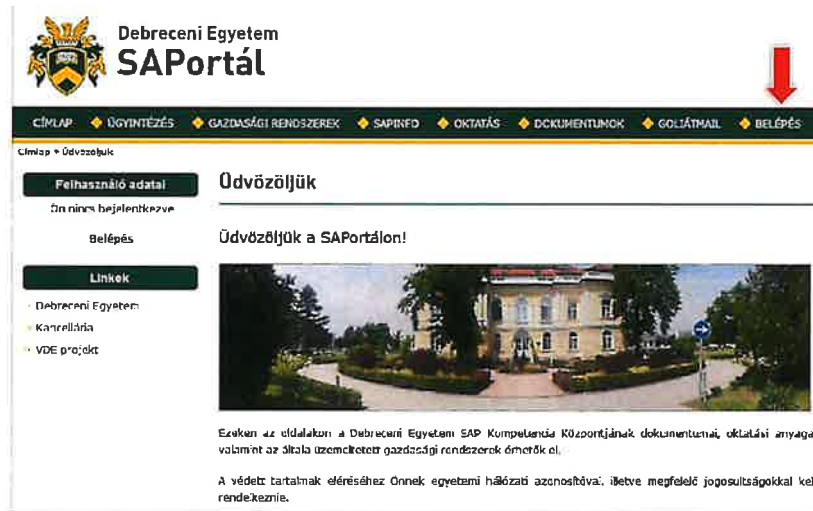 Debreceni Egyetem
SAPortál
CÍMLAP ÜGYINTÉZÉS GAZDASÁGI RENDSZEREK SAPINFO OKTATÁS DOKUMENTUMOK GOLIÁTMAIL BELÉPÉS
Címlap » Üdvözöljük
Felhasználó adatai
Ön nincs bejelentkezve
Belépés
Linkek
Debreceni Egyetem
Kancellária
VDE projekt
Üdvözöljük
Üdvözöljük a SAPortálon!
Ezeken az oldalakon a Debreceni Egyetem SAP Kompetencia Központjának dokumentumai, oktatási anyaga
valamint az általa üzemeltetett gazdasági rendszerek érhetők el.
A védett tartalmak eléréséhez Önnek egyetemi hálózati azonosítóval, illetve megfelelő jogosultságokkal kel
rendelkeznie.